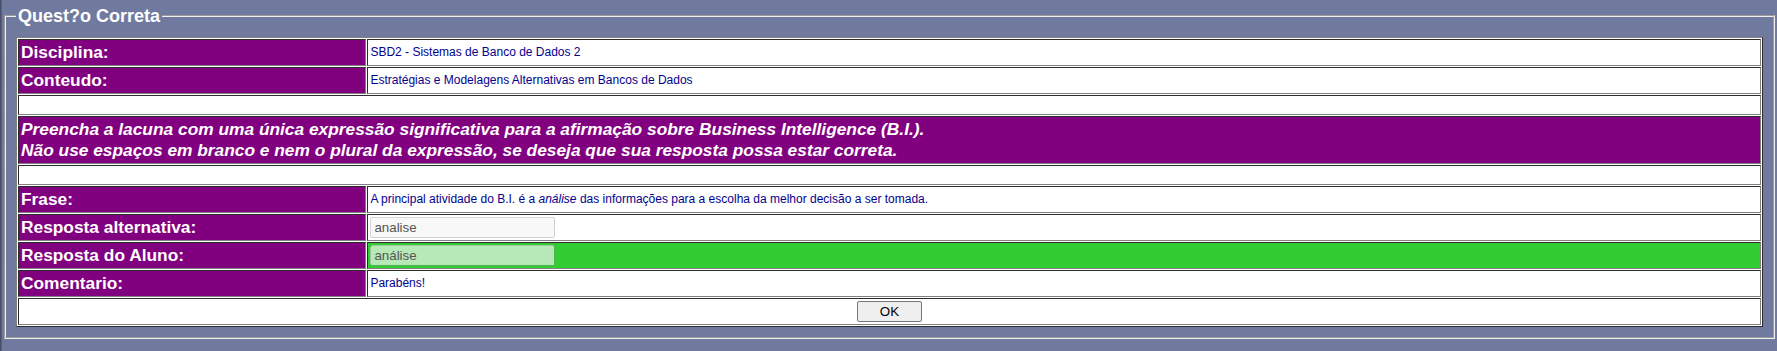 Quest?o Correta
Disciplina: SBD2 - Sistemas de Banco de Dados 2
Conteudo: Estratégias e Modelagens Alternativas em Bancos de Dados
Preencha a lacuna com uma única expressão significativa para a afirmação sobre Business Intelligence (B.I.).
Não use espaços em branco e nem o plural da expressão, se deseja que sua resposta possa estar correta.
Frase: A principal atividade do B.I. é a análise das informações para a escolha da melhor decisão a ser tomada.
Resposta alternativa: analise
Resposta do Aluno: análise
Comentario: Parabéns!
OK